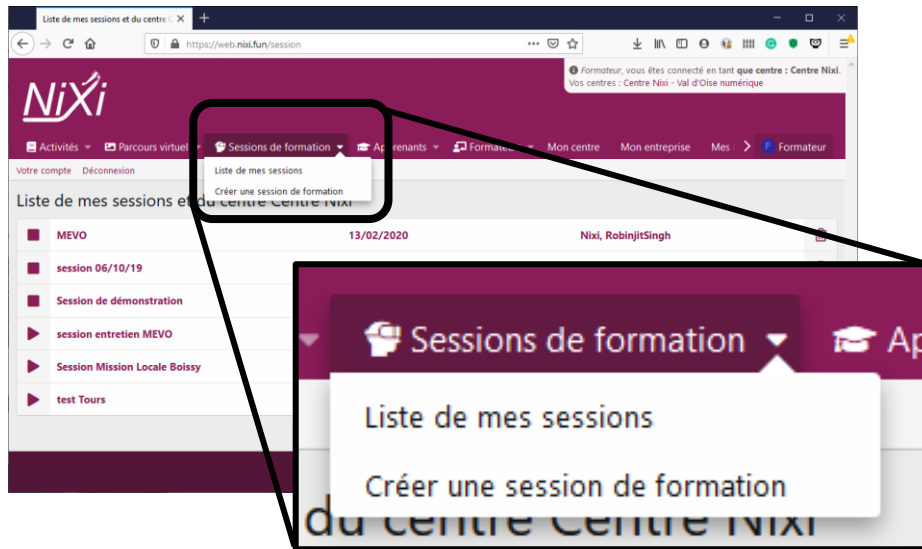 Liste de mes sessions et du centre C
https://web.nixi.fun/session
Formateur, vous êtes connecté en tant que centre : Centre Nixi.
Vos centres : Centre Nixi - Val d'Oise numérique
NiXi
Activités
Parcours virtuel
Sessions de formation
Apprenants
Formateurs
Mon centre
Mon entreprise
Mes
F Formateur
Votre compte Déconnexion
Liste de mes sessions
Créer une session de formation
Liste de mes sessions et du centre Centre Nixi
MEVO 13/02/2020 Nixi, RobinjitSingh
session 06/10/19
Session de démonstration
session entretien MEVO
Session Mission Locale Boissy
test Tours
Sessions de formation Ap
Liste de mes sessions
Créer une session de formation
du centre Centre Nixi